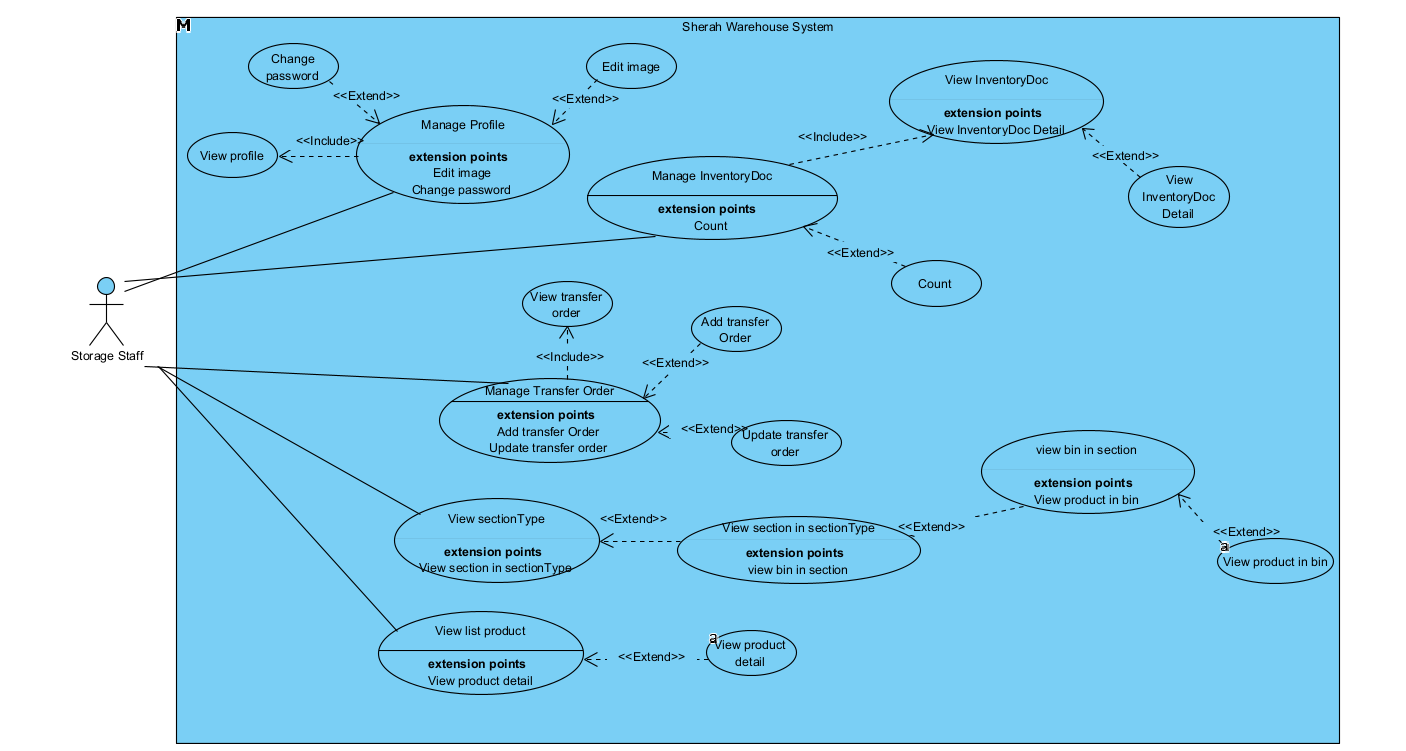 M
Sherah Warehouse System
Change
password
<<Extend>>
Edit image
<<Extend>>
View profile
<<Include>>
Manage Profile
extension points
Edit image
Change password
View InventoryDoc
extension points
View InventoryDoc Detail
<<Include>>
<<Extend>>
View
InventoryDoc
Detail
Manage InventoryDoc
extension points
Count
<<Extend>>
Count
Storage Staff
View transfer
order
<<Include>>
Add transfer
Order
<<Extend>>
Manage Transfer Order
extension points
Add transfer Order
Update transfer order
<<Extend>>
Update transfer
order
view bin in section
extension points
View product in bin
<<Extend>>
a
View product in bin
View sectionType
extension points
View section in sectionType
<<Extend>>
View section in sectionType
extension points
view bin in section
<<Extend>>
View list product
extension points
View product detail
<<Extend>>
a
View product
detail